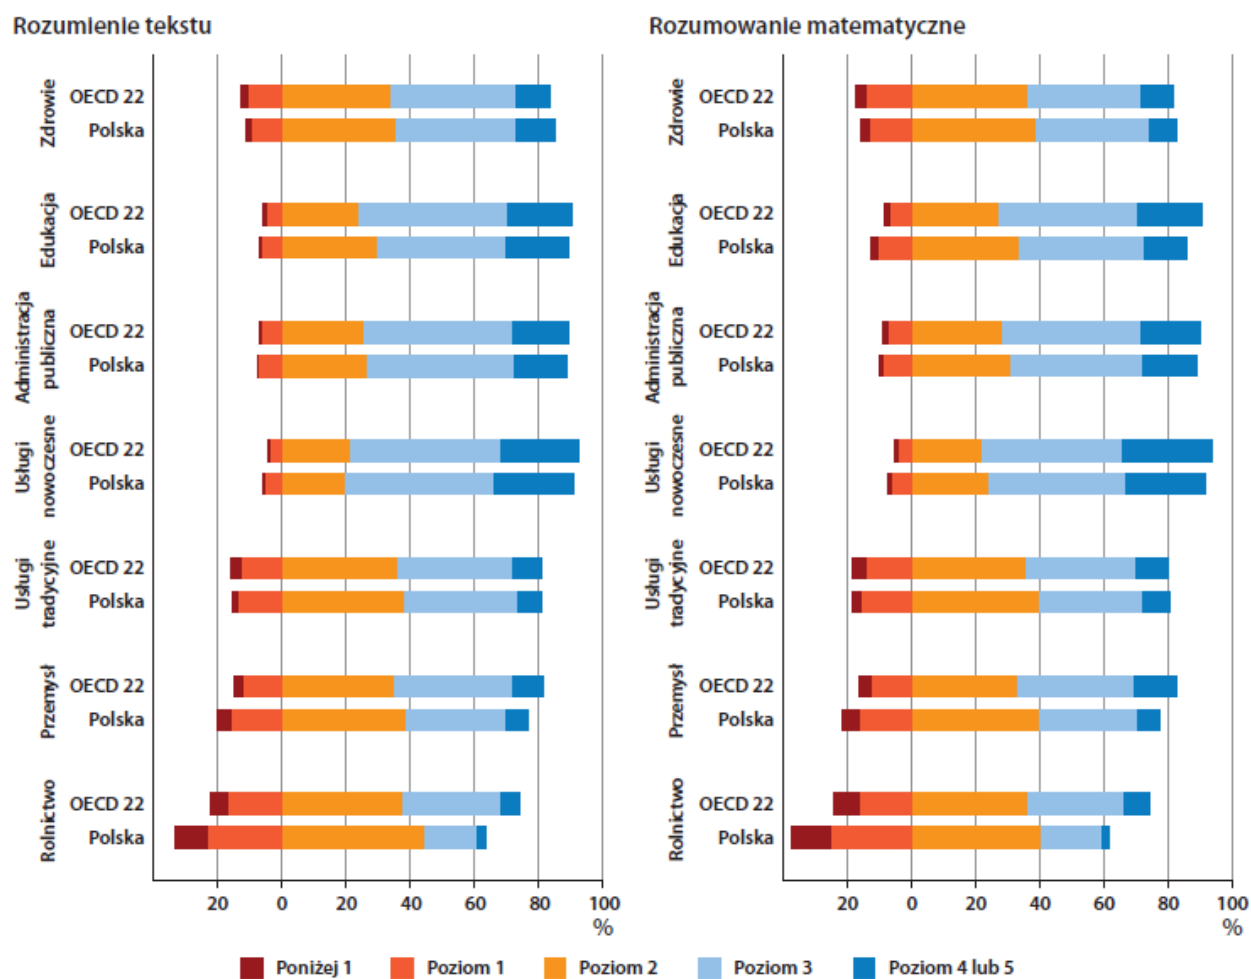 Rozumienie tekstu
Zdrowie
OECD 22
Polska
Edukacja
OECD 22
Polska
Administracja
publiczna
OECD 22
Polska
Usługi
nowoczesne
OECD 22
Polska
Usługi
tradycyjne
OECD 22
Polska
Przemysł
OECD 22
Polska
Rolnictwo
OECD 22
Polska
20 0 20 40 60 80 100
%
Rozumowanie matematyczne
Zdrowie
OECD 22
Polska
Edukacja
OECD 22
Polska
Administracja
publiczna
OECD 22
Polska
Usługi
nowoczesne
OECD 22
Polska
Usługi
tradycyjne
OECD 22
Polska
Przemysł
OECD 22
Polska
Rolnictwo
OECD 22
Polska
20 0 20 40 60 80 100
%
Poniżej 1 Poziom 1 Poziom 2 Poziom 3 Poziom 4 lub 5